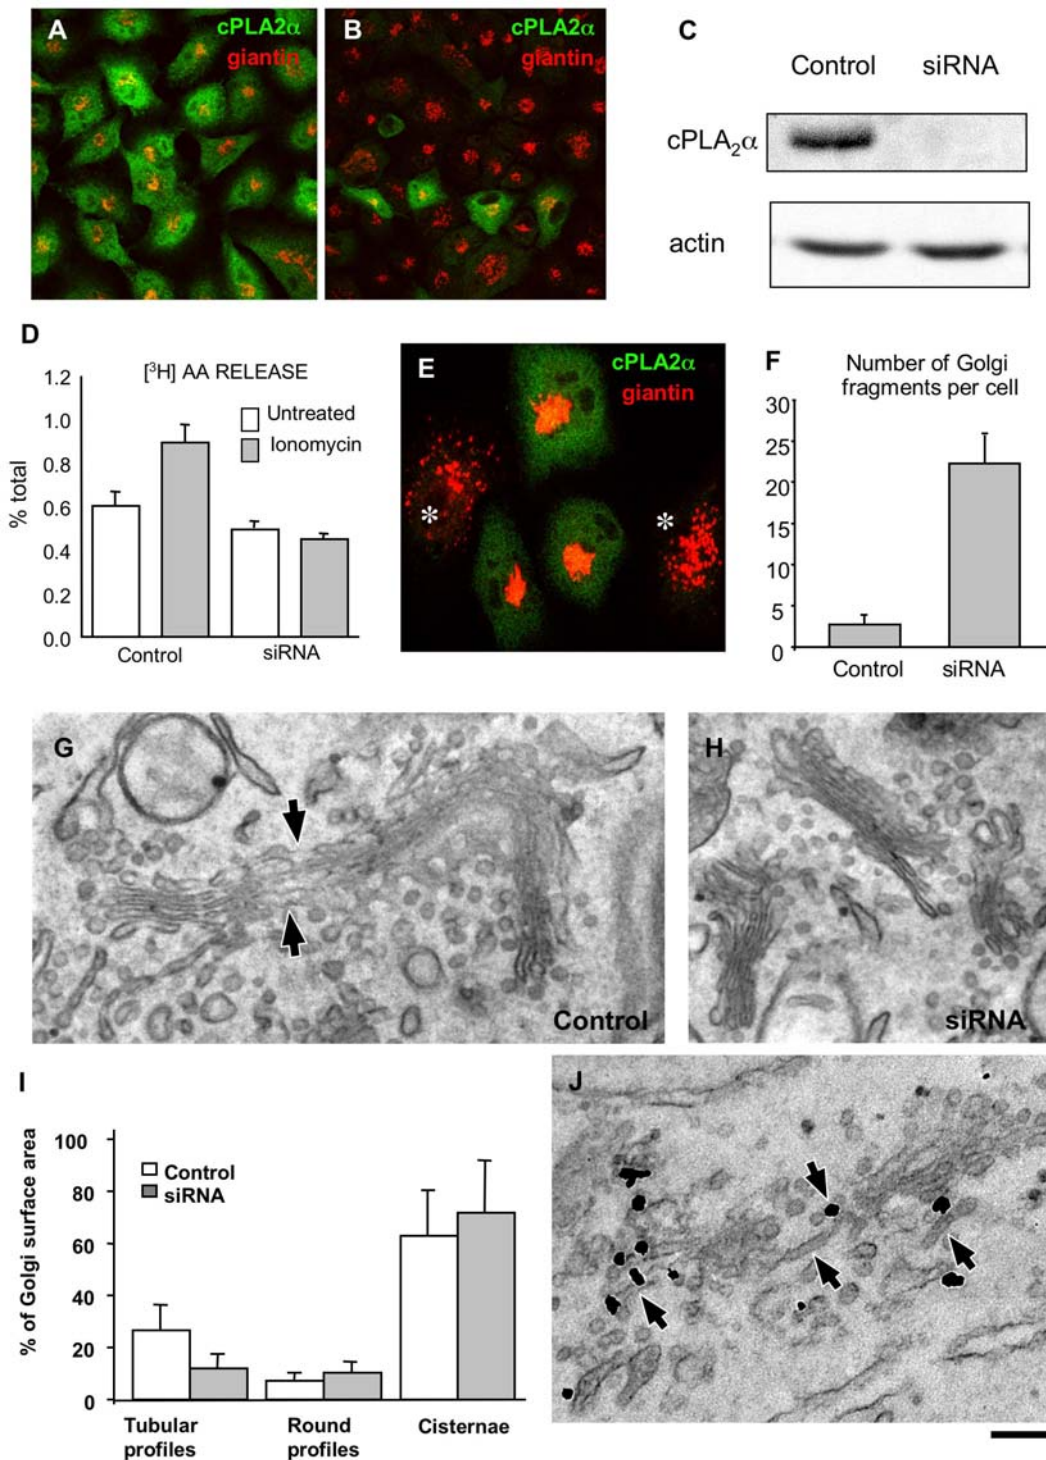 A
cPLA2α
giantin
B
cPLA2α
giantin
C
Control
siRNA
cPLA₂α
actin
D
[³H] AA RELEASE
1.2
1.0
0.8
0.6
0.4
0.2
0.0
% total
Untreated
Ionomycin
Control
siRNA
E
cPLA2α
giantin
*
*
F
Number of Golgi
fragments per cell
30
25
20
15
10
5
0
Control
siRNA
G
Control
H
siRNA
I
% of Golgi surface area
100
80
60
40
20
0
Control
siRNA
Tubular
profiles
Round
profiles
Cisternae
J